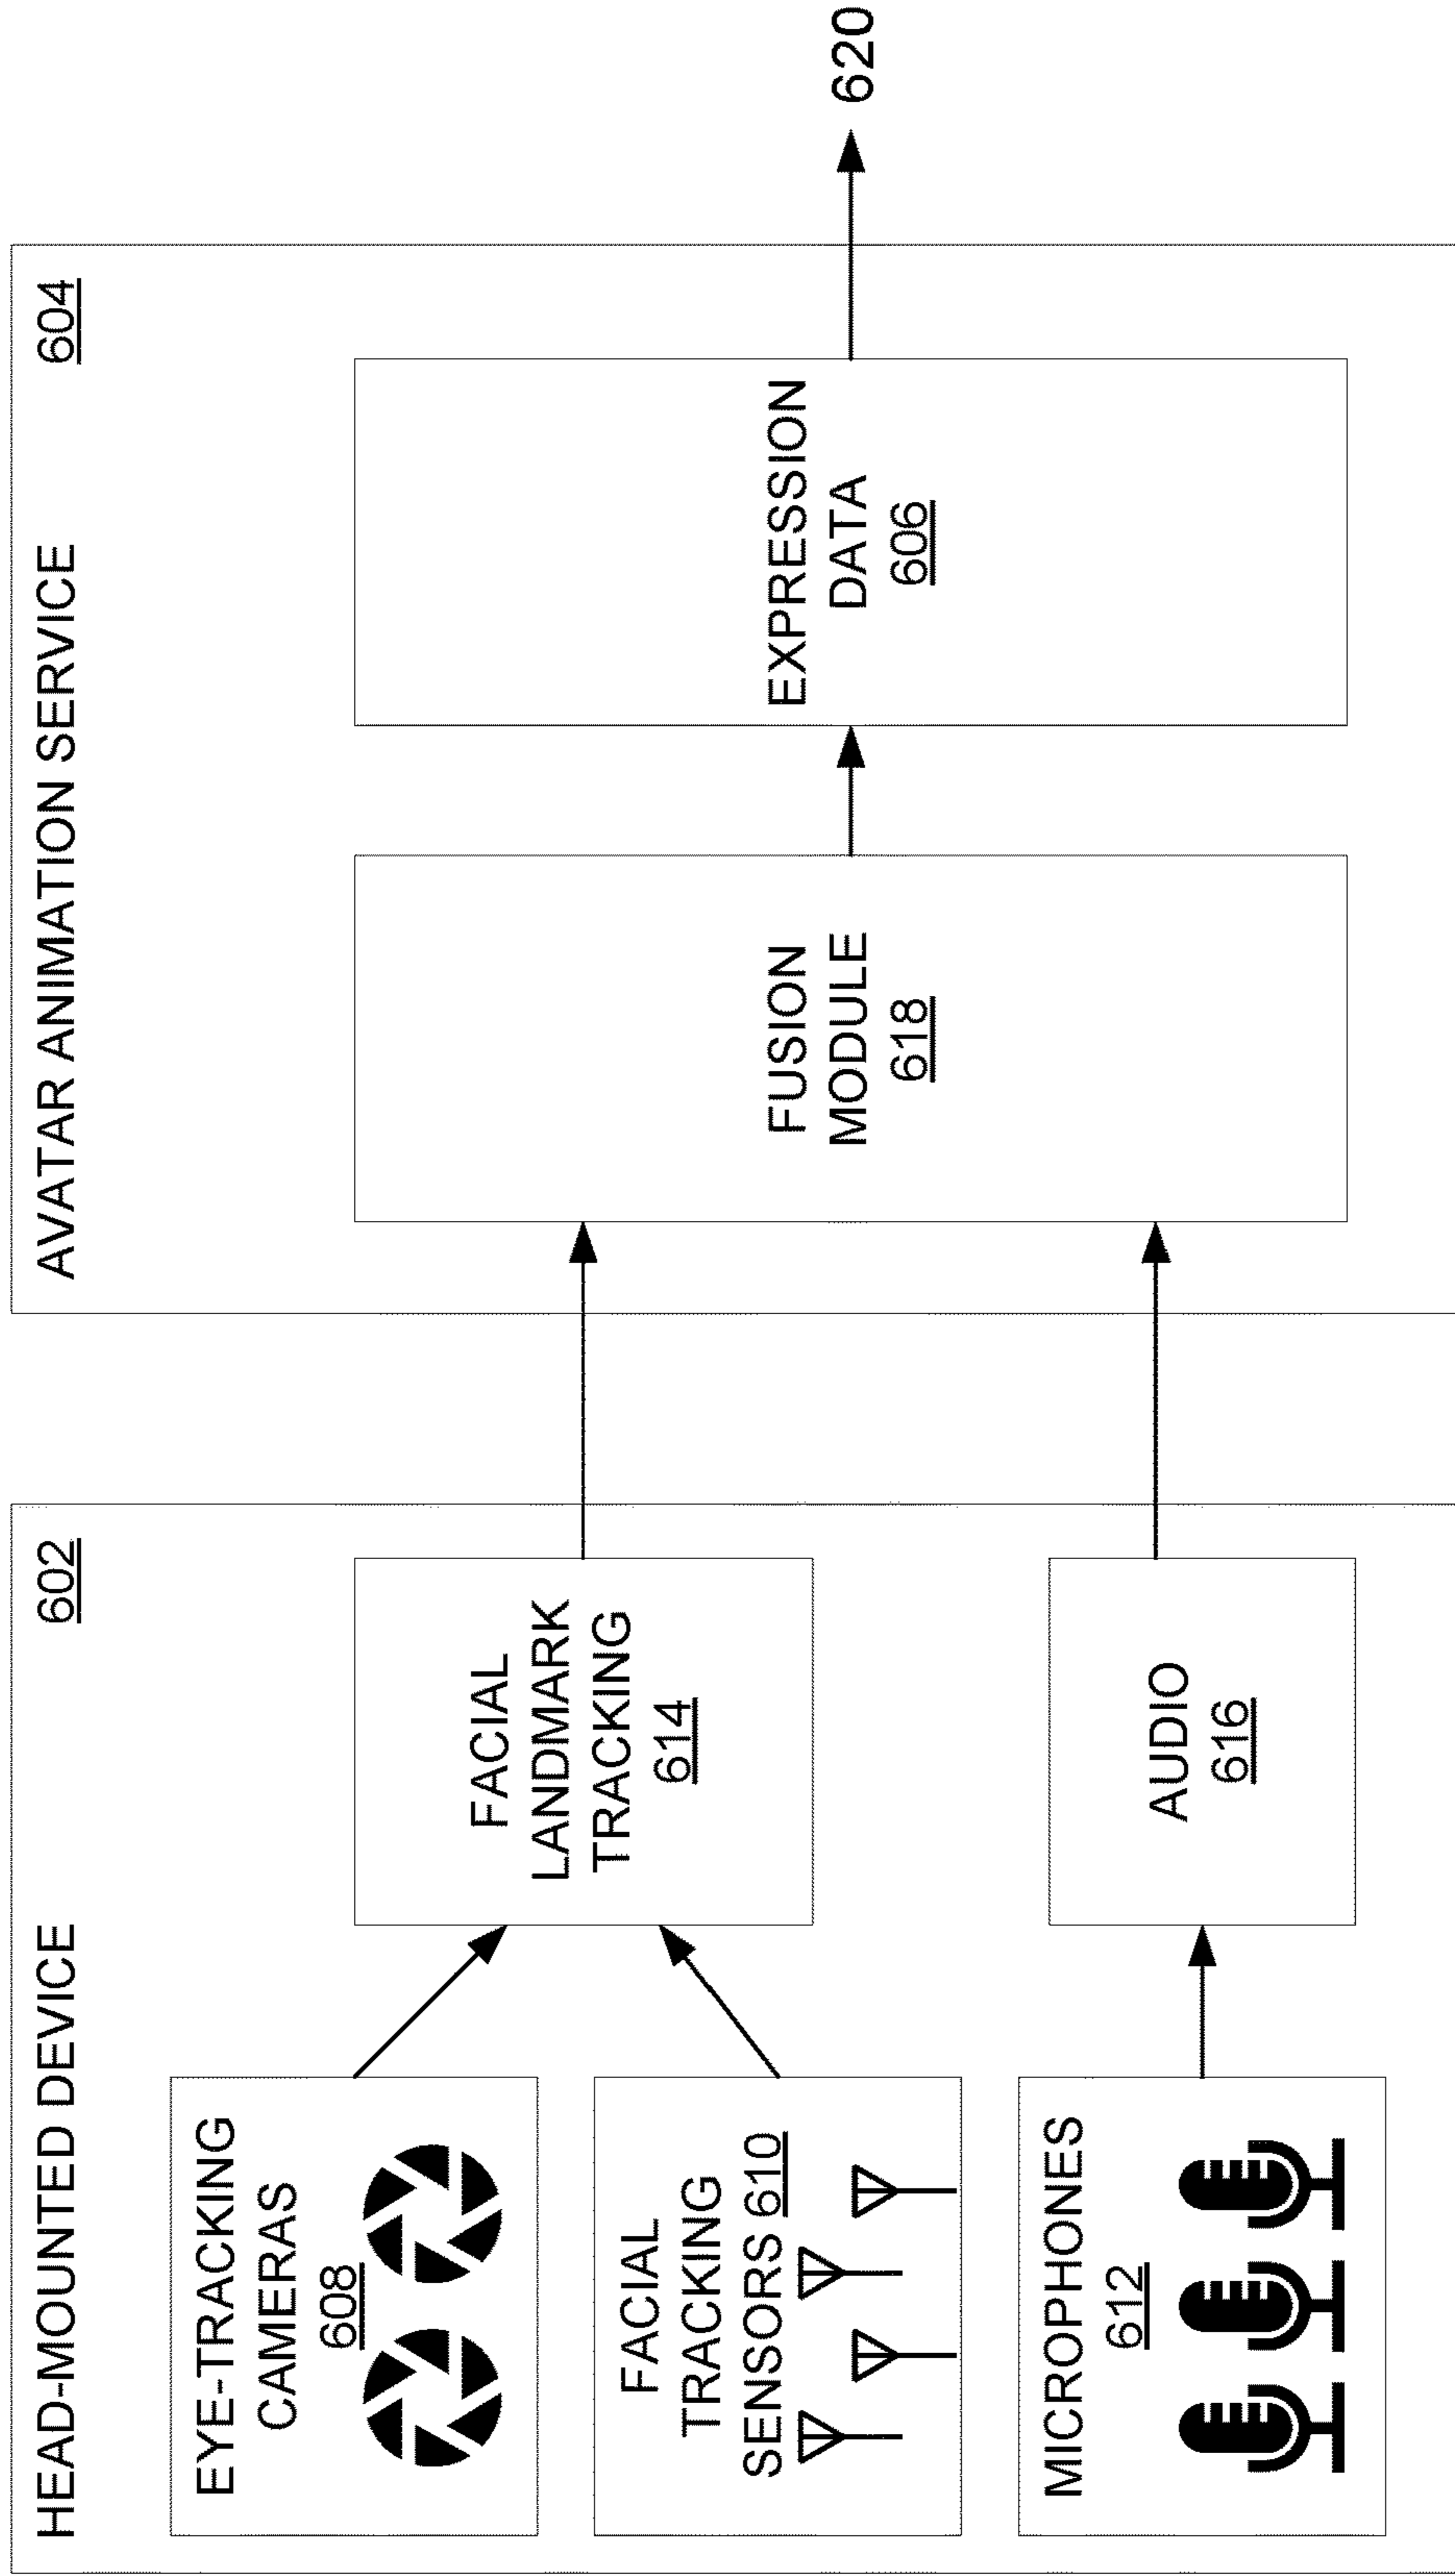 HEAD-MOUNTED DEVICE
602
EYE-TRACKING
CAMERAS
608
FACIAL
TRACKING
SENSORS 610
MICROPHONES
612
FACIAL
LANDMARK
TRACKING
614
AUDIO
616
AVATAR ANIMATION SERVICE
604
FUSION
MODULE
618
EXPRESSION
DATA
606
620